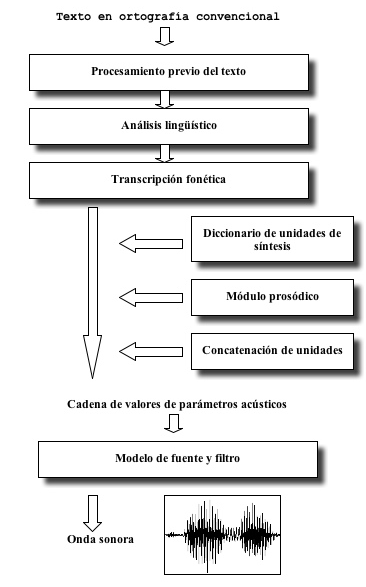 Texto en ortografía convencional
Procesamiento previo del texto
Análisis lingüístico
Transcripción fonética
Diccionario de unidades de
síntesis
Módulo prosódico
Concatenación de unidades
Cadena de valores de parámetros acústicos
Modelo de fuente y filtro
Onda sonora